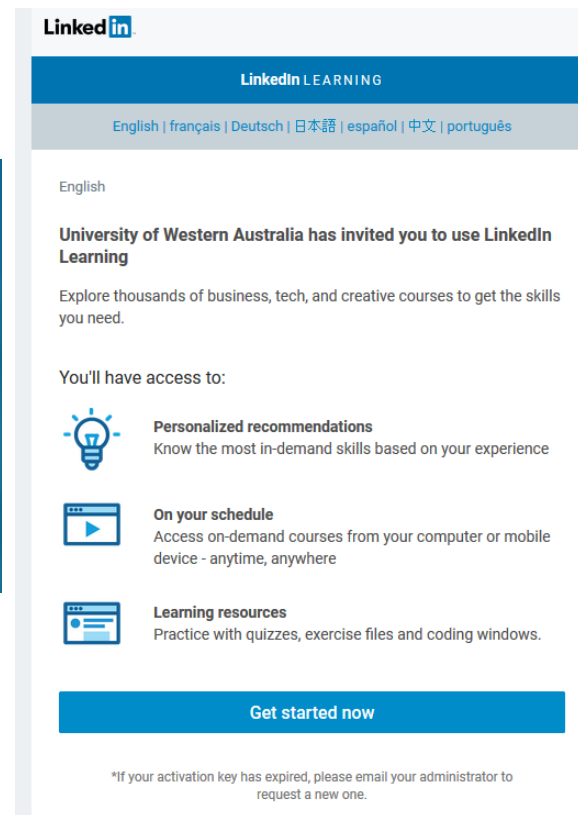 Linked in
LinkedIn LEARNING
English | français | Deutsch | 日本語 | español | 中文 | português
English
University of Western Australia has invited you to use LinkedIn
Learning
Explore thousands of business, tech, and creative courses to get the skills
you need.
You'll have access to:
Personalized recommendations
Know the most in-demand skills based on your experience
On your schedule
Access on-demand courses from your computer or mobile
device - anytime, anywhere
Learning resources
Practice with quizzes, exercise files and coding windows.
Get started now
*If your activation key has expired, please email your administrator to
request a new one.